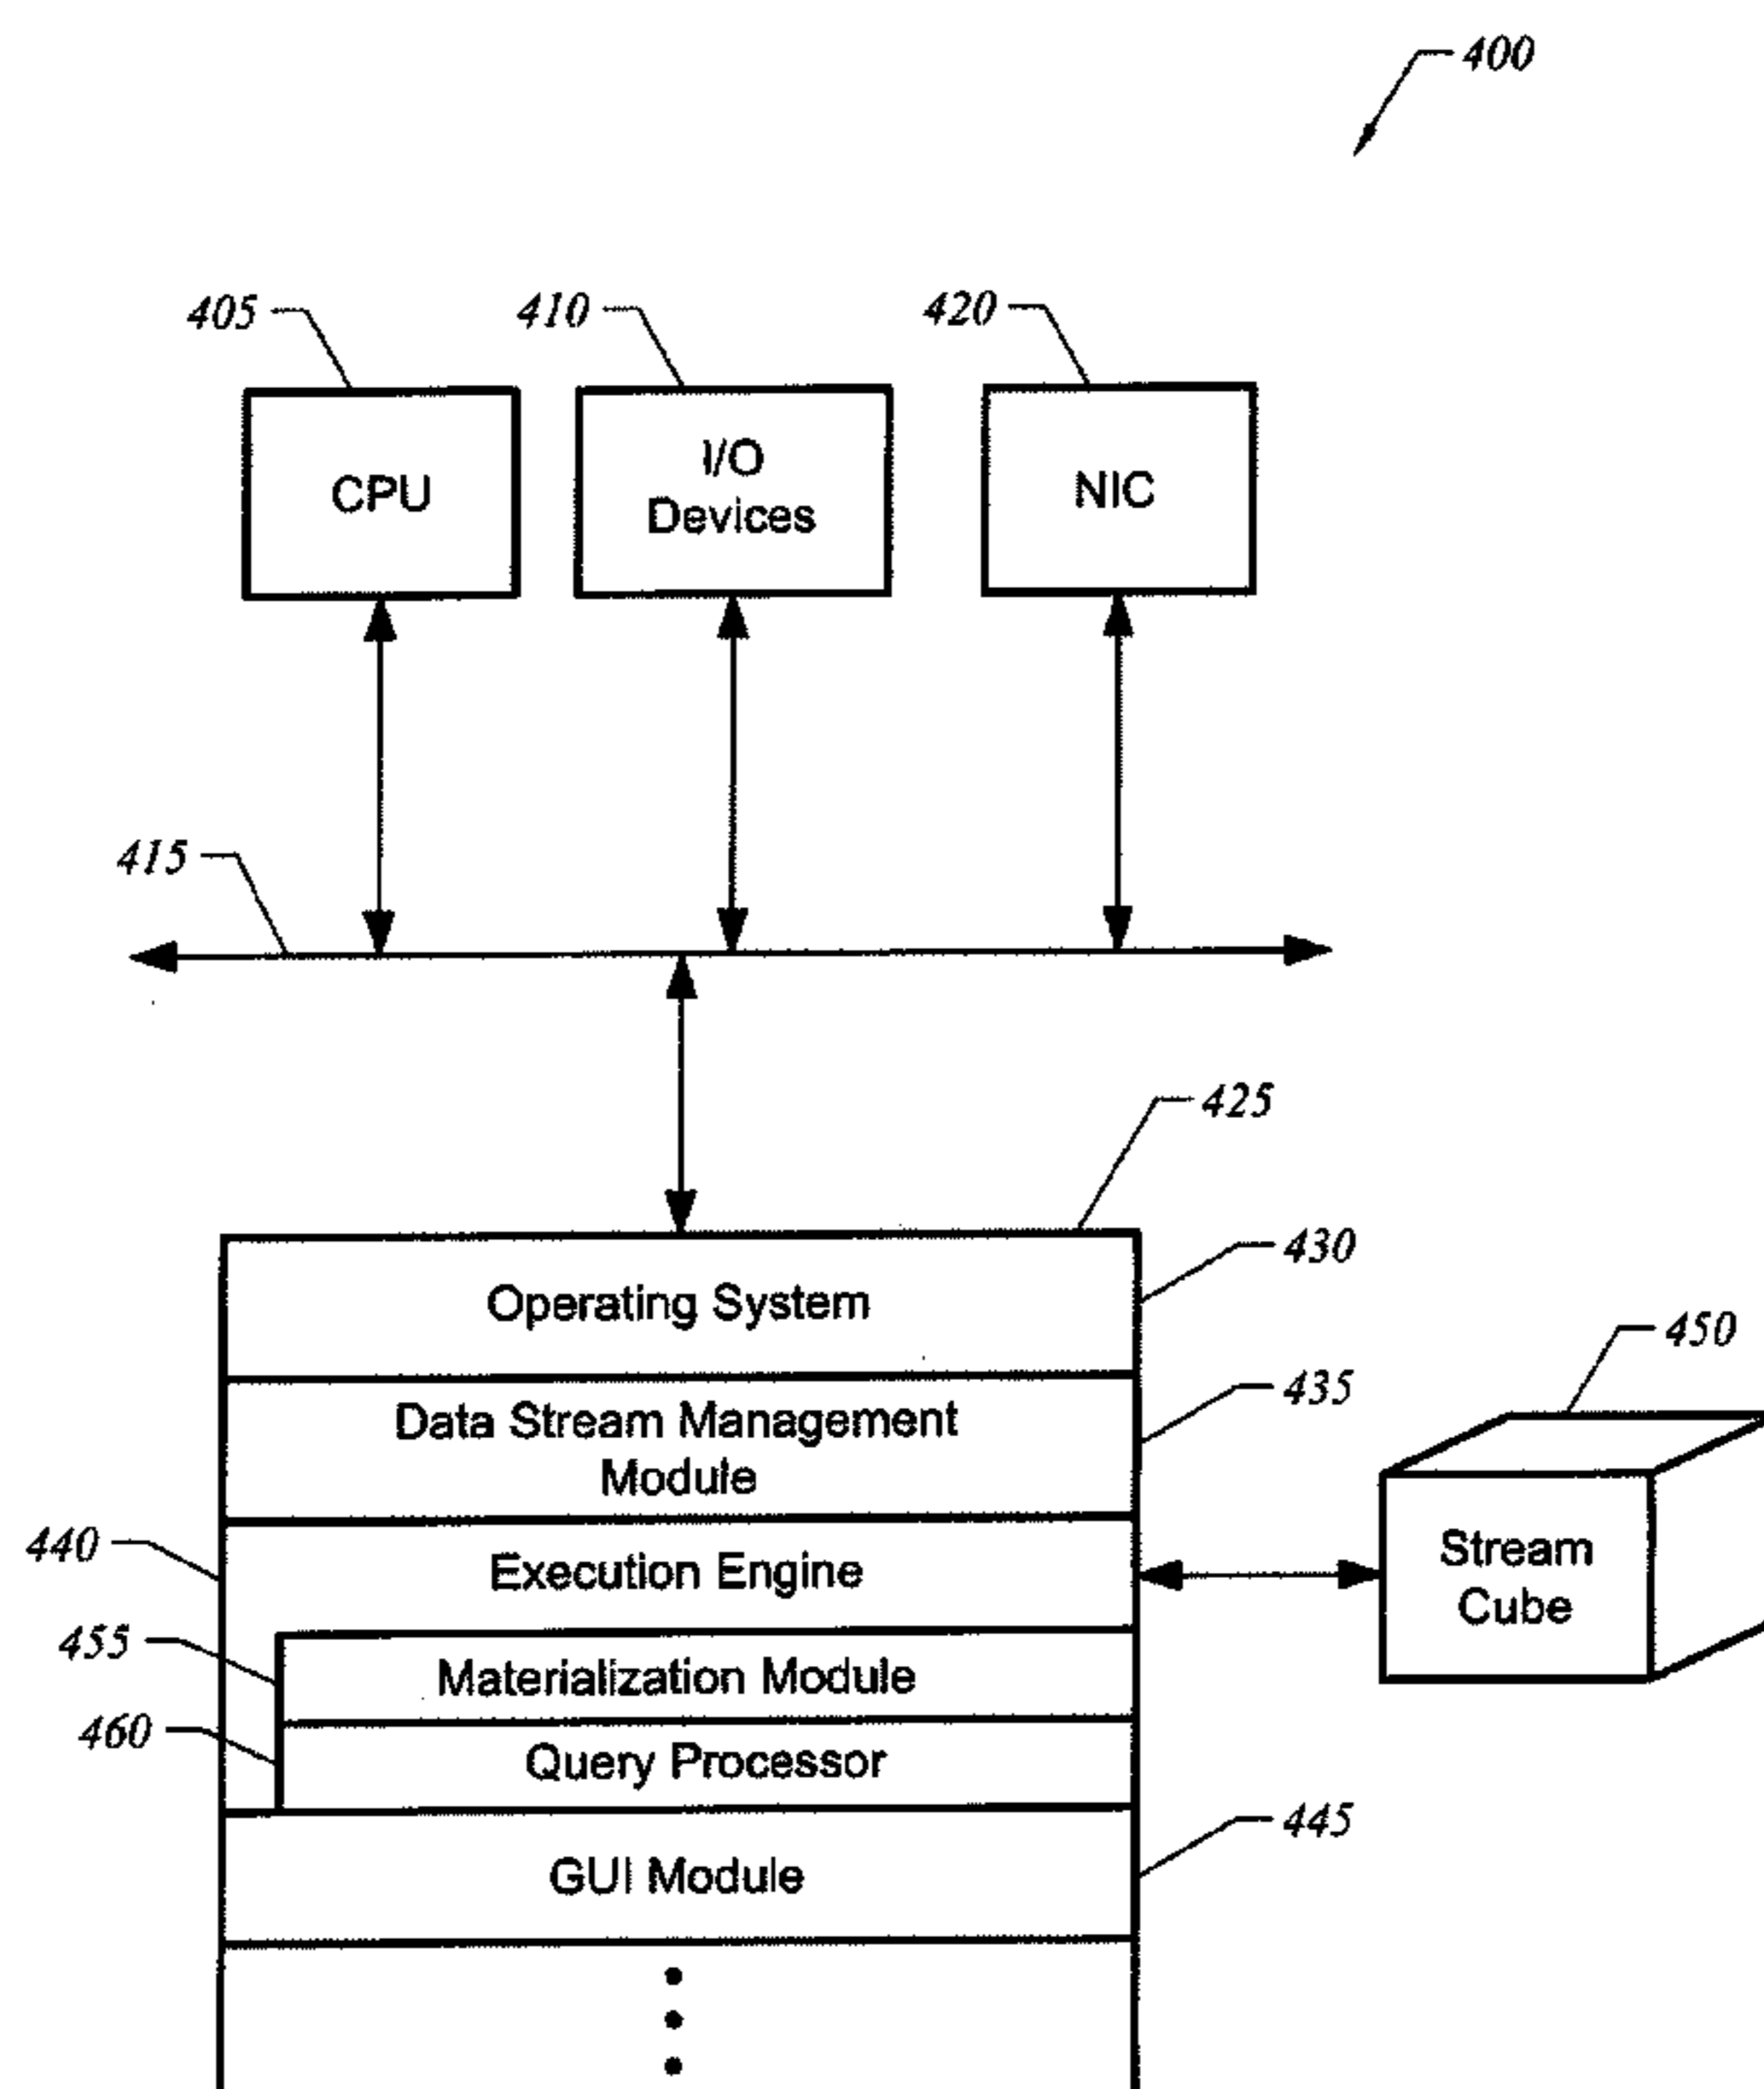 400
405
410
420
CPU
I/O
Devices
NIC
415
425
Operating System
430
Data Stream Management
Module
435
450
440
Execution Engine
Stream
Cube
455
Materialization Module
460
Query Processor
GUI Module
445